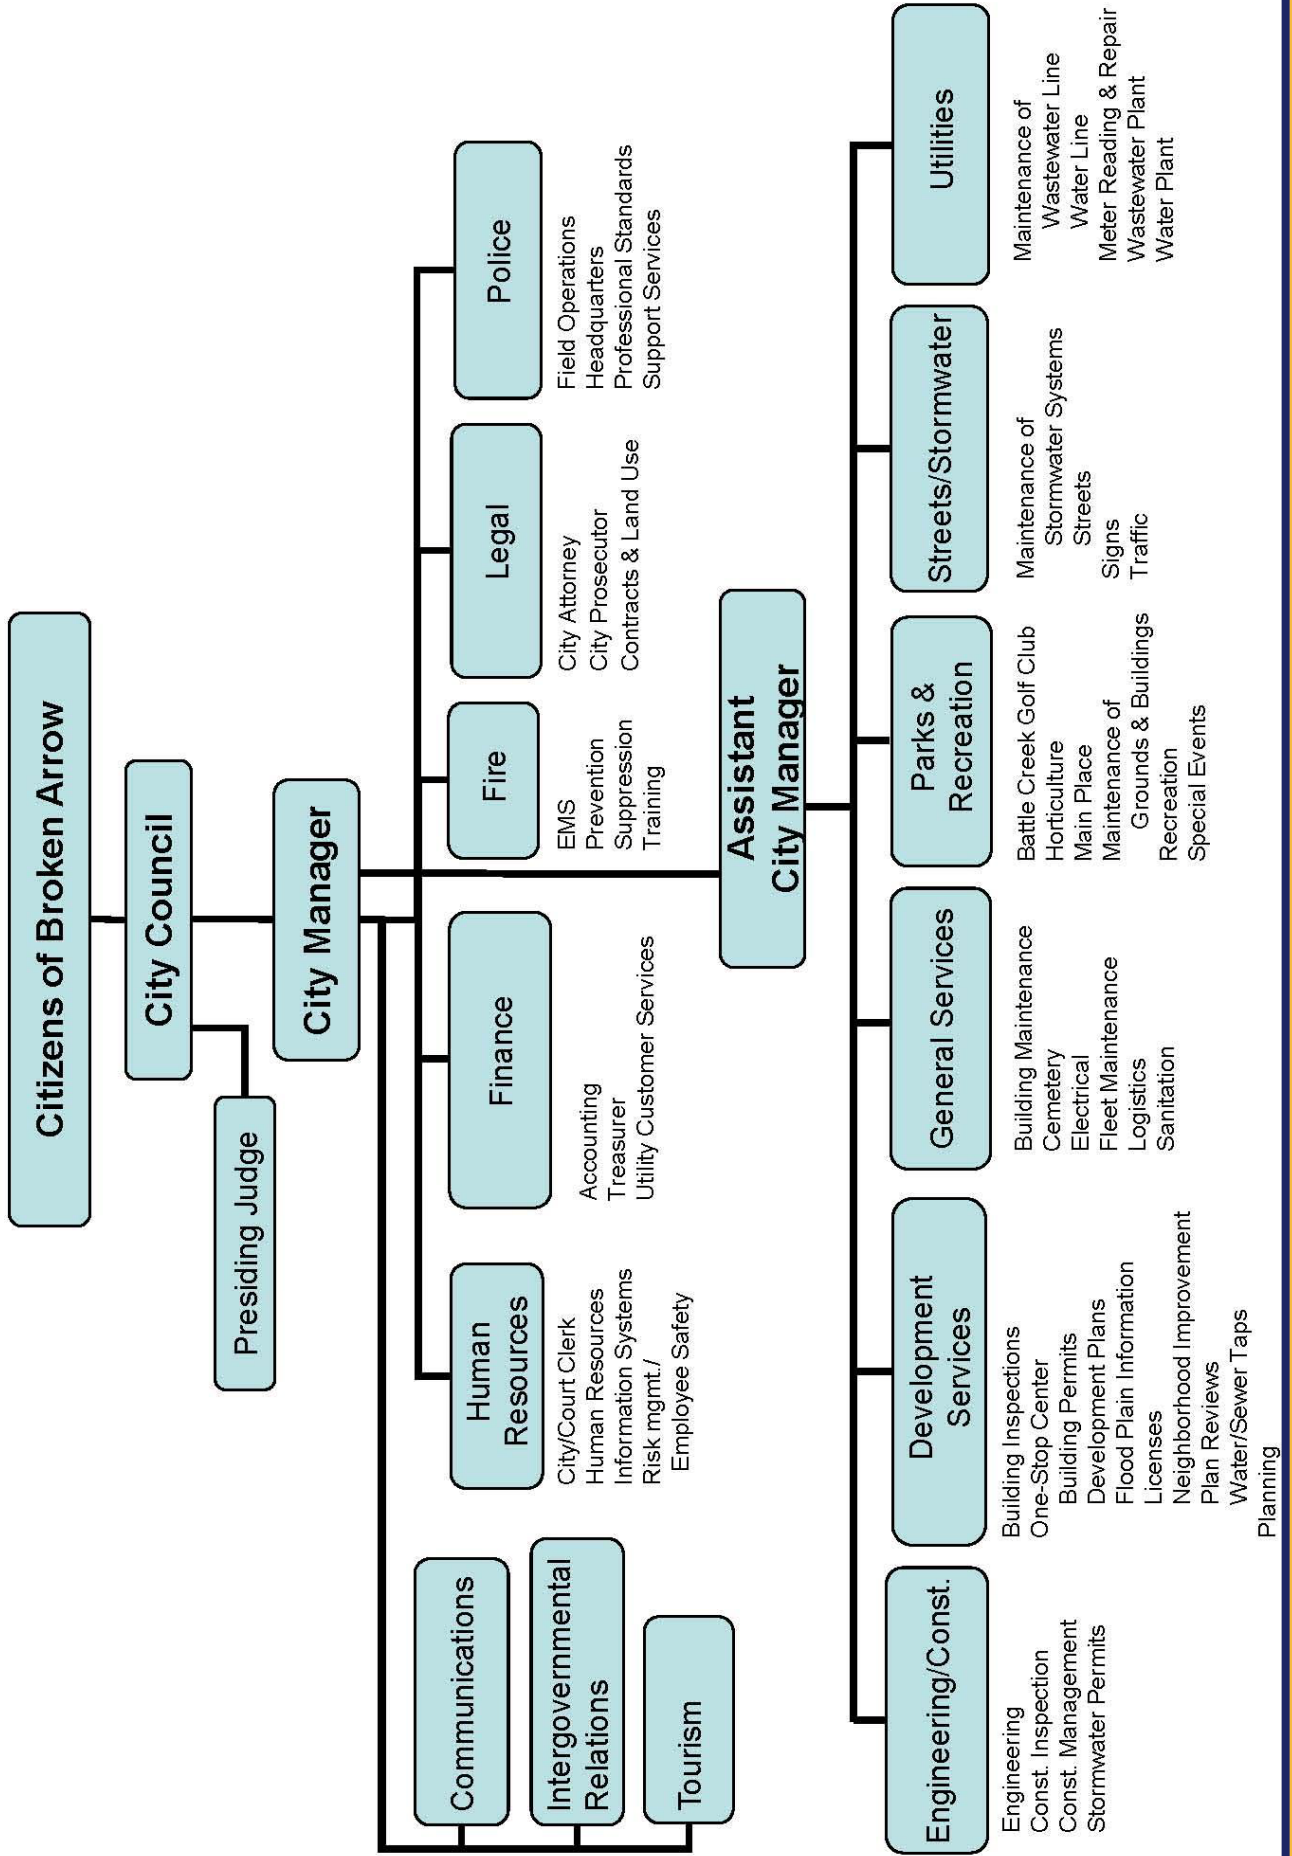 Citizens of Broken Arrow
City Council
Presiding Judge
City Manager
Communications
Intergovernmental
Relations
Tourism
Human
Resources
City/Court Clerk
Human Resources
Information Systems
Risk mgmt./
Employee Safety
Finance
Accounting
Treasurer
Utility Customer Services
Fire
EMS
Prevention
Suppression
Training
Legal
City Attorney
City Prosecutor
Contracts & Land Use
Police
Field Operations
Headquarters
Professional Standards
Support Services
Assistant
City Manager
Engineering/Const.
Engineering
Const. Inspection
Const. Management
Stormwater Permits
Development
Services
Building Inspections
One-Stop Center
Building Permits
Development Plans
Flood Plain Information
Licenses
Neighborhood Improvement
Plan Reviews
Water/Sewer Taps
Planning
General Services
Building Maintenance
Cemetery
Electrical
Fleet Maintenance
Logistics
Sanitation
Parks &
Recreation
Battle Creek Golf Club
Horticulture
Main Place
Maintenance of
Grounds & Buildings
Recreation
Special Events
Streets/Stormwater
Maintenance of
Stormwater Systems
Streets
Signs
Traffic
Utilities
Maintenance of
Wastewater Line
Water Line
Meter Reading & Repair
Wastewater Plant
Water Plant